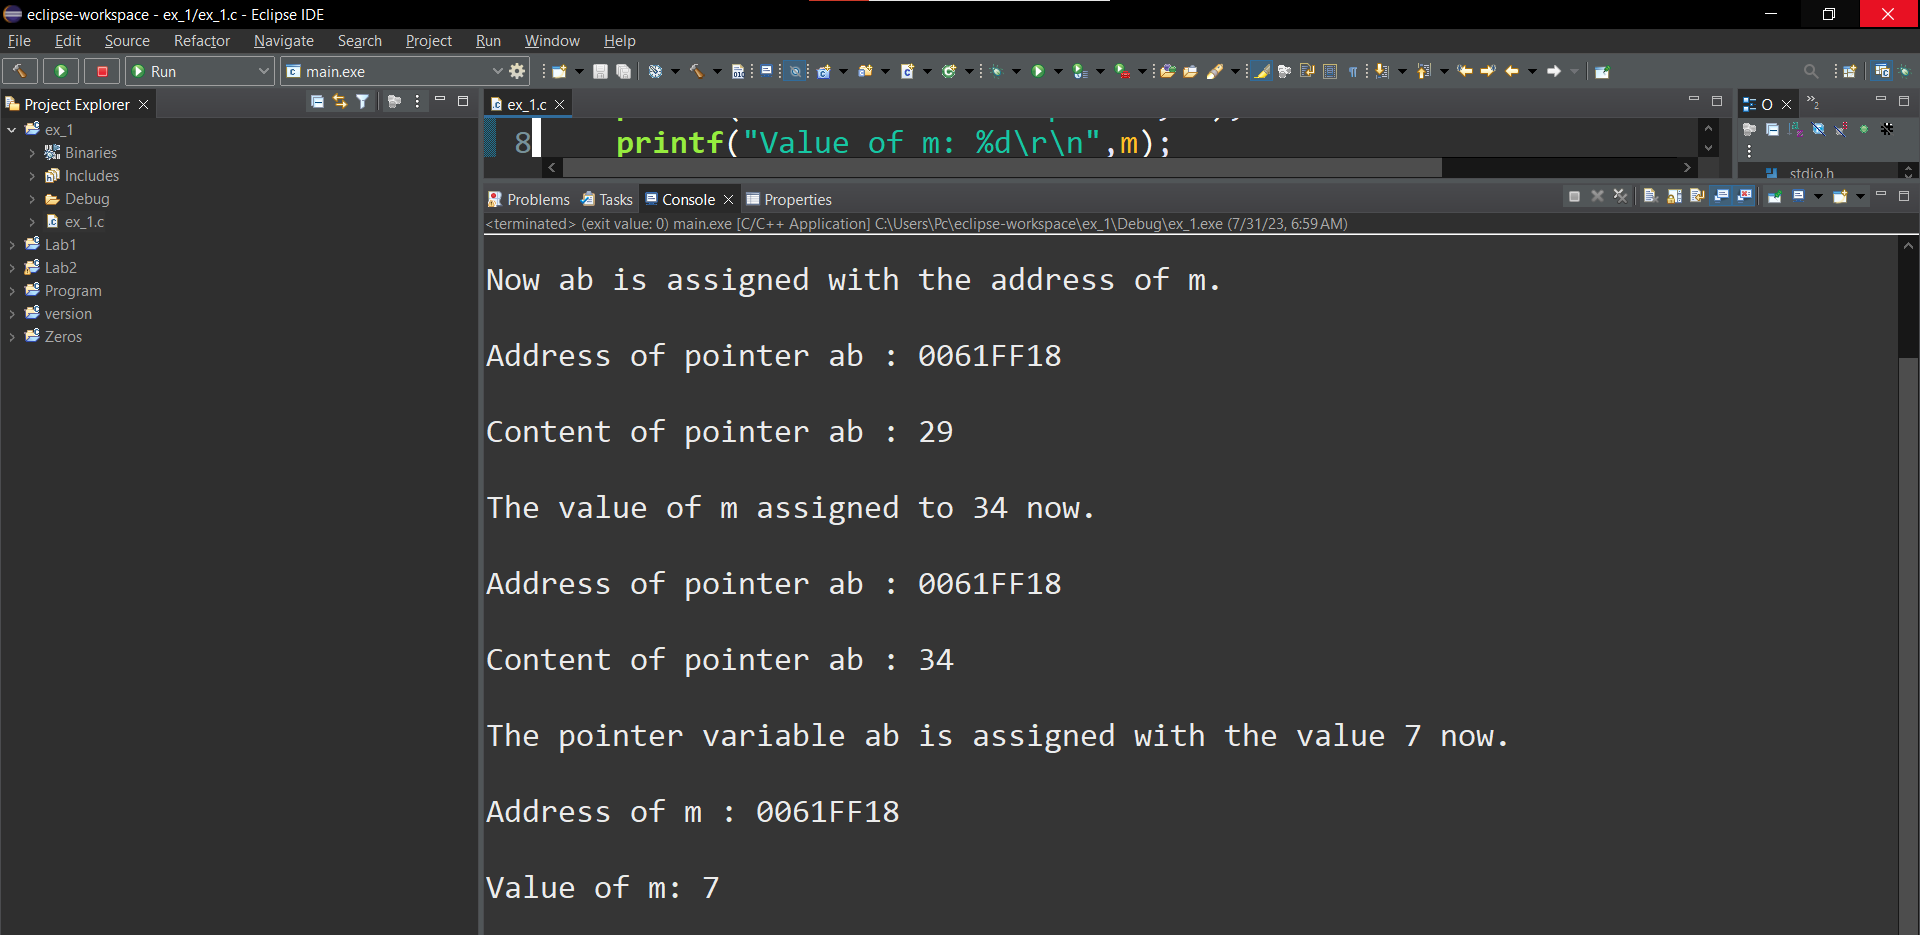 eclipse-workspace - ex_1/ex_1.c - Eclipse IDE
File Edit Source Refactor Navigate Search Project Run Window Help
Run main.exe
Project Explorer
ex_1
Binaries
Includes
Debug
ex_1.c
Lab1
Lab2
Program
version
Zeros
ex_1.c
8 printf("Value of m: %d\r\n",m);
O
2
stdio.h
Problems Tasks Console Properties
<terminated> (exit value: 0) main.exe [C/C++ Application] C:\Users\Pc\eclipse-workspace\ex_1\Debug\ex_1.exe (7/31/23, 6:59 AM)
Now ab is assigned with the address of m.
Address of pointer ab : 0061FF18
Content of pointer ab : 29
The value of m assigned to 34 now.
Address of pointer ab : 0061FF18
Content of pointer ab : 34
The pointer variable ab is assigned with the value 7 now.
Address of m : 0061FF18
Value of m: 7